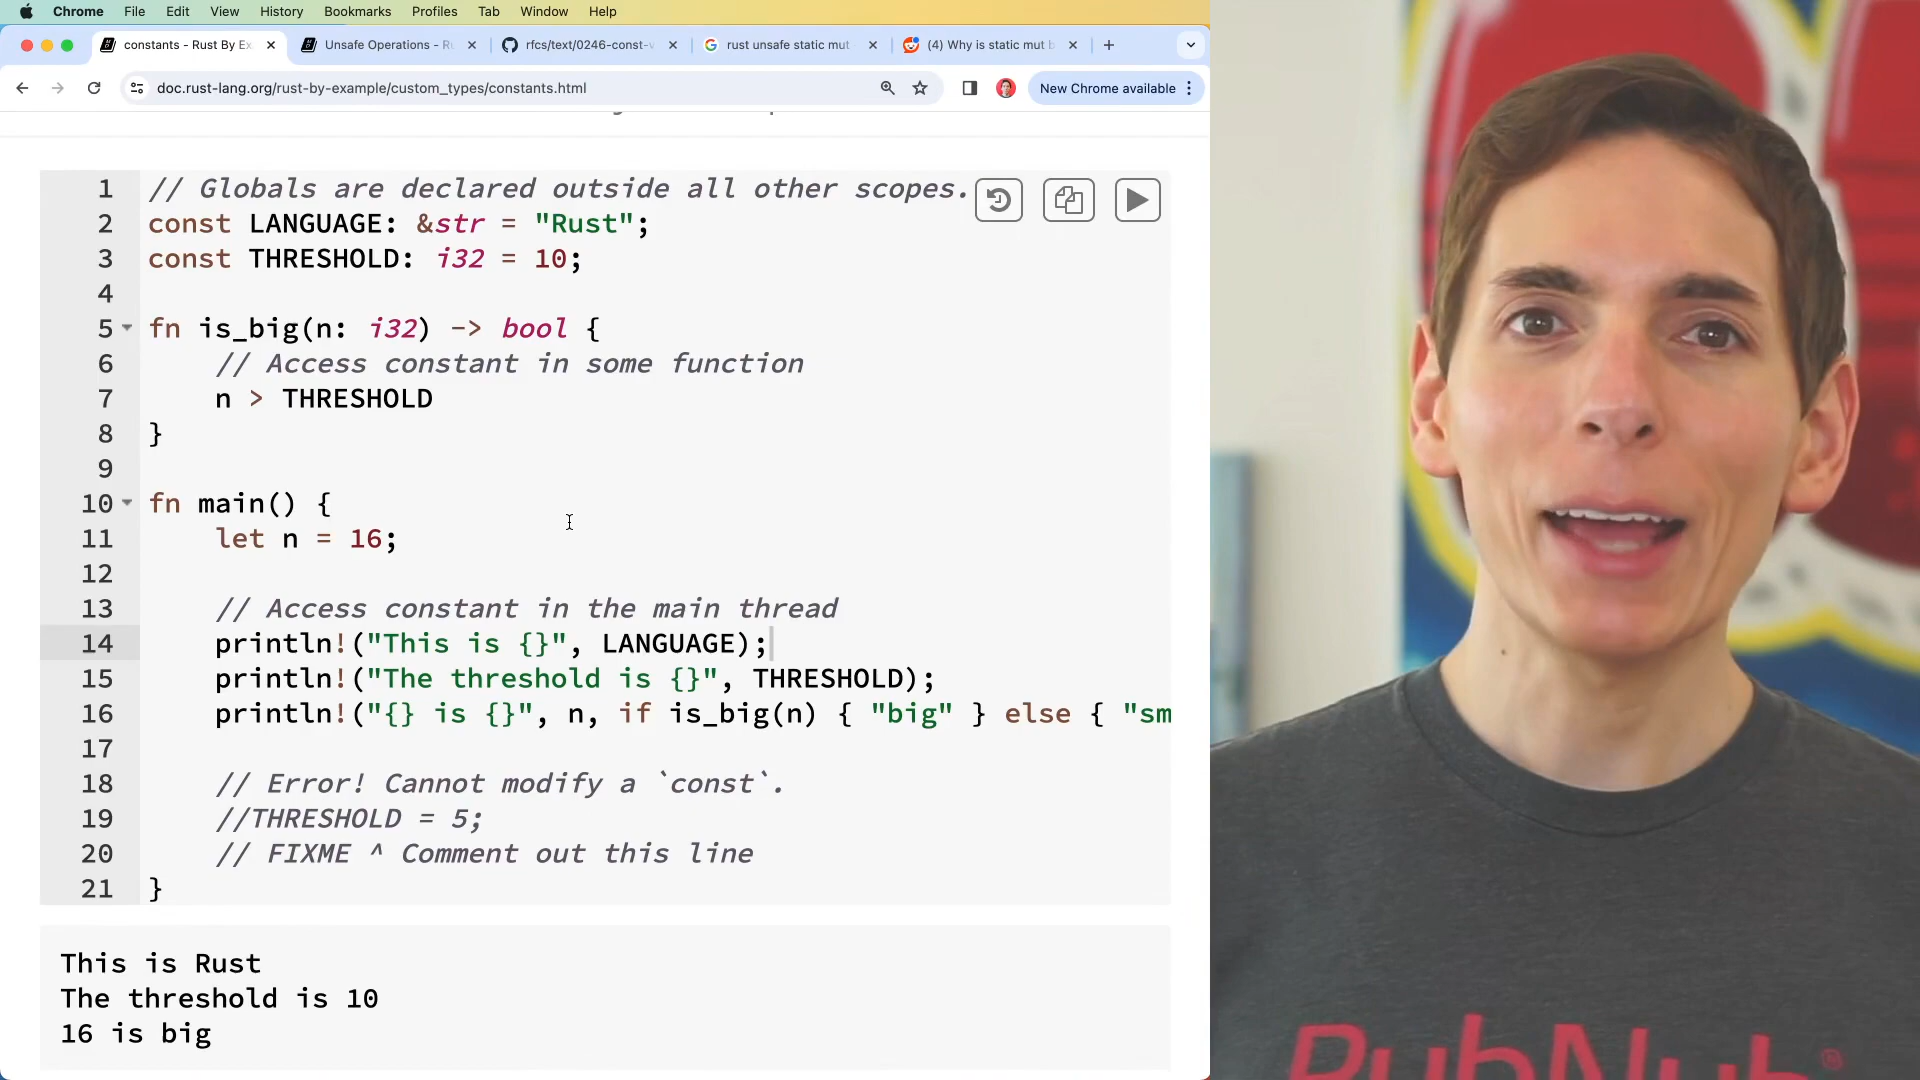 Chrome File Edit View History Bookmarks Profiles Tab Window Help
constants - Rust By Ex Unsafe Operations - Ru rfcs/text/0246-const-v rust unsafe static mut (4) Why is static mut b
doc.rust-lang.org/rust-by-example/custom_types/constants.html New Chrome available
1 // Globals are declared outside all other scopes.
2 const LANGUAGE: &str = "Rust";
3 const THRESHOLD: i32 = 10;
4
5 fn is_big(n: i32) -> bool {
6 // Access constant in some function
7 n > THRESHOLD
8 }
9
10 fn main() {
11 let n = 16;
12
13 // Access constant in the main thread
14 println!("This is {}", LANGUAGE);
15 println!("The threshold is {}", THRESHOLD);
16 println!("{} is {}", n, if is_big(n) { "big" } else { "sm
17
18 // Error! Cannot modify a `const`.
19 //THRESHOLD = 5;
20 // FIXME ^ Comment out this line
21 }
This is Rust
The threshold is 10
16 is big
PubNub®